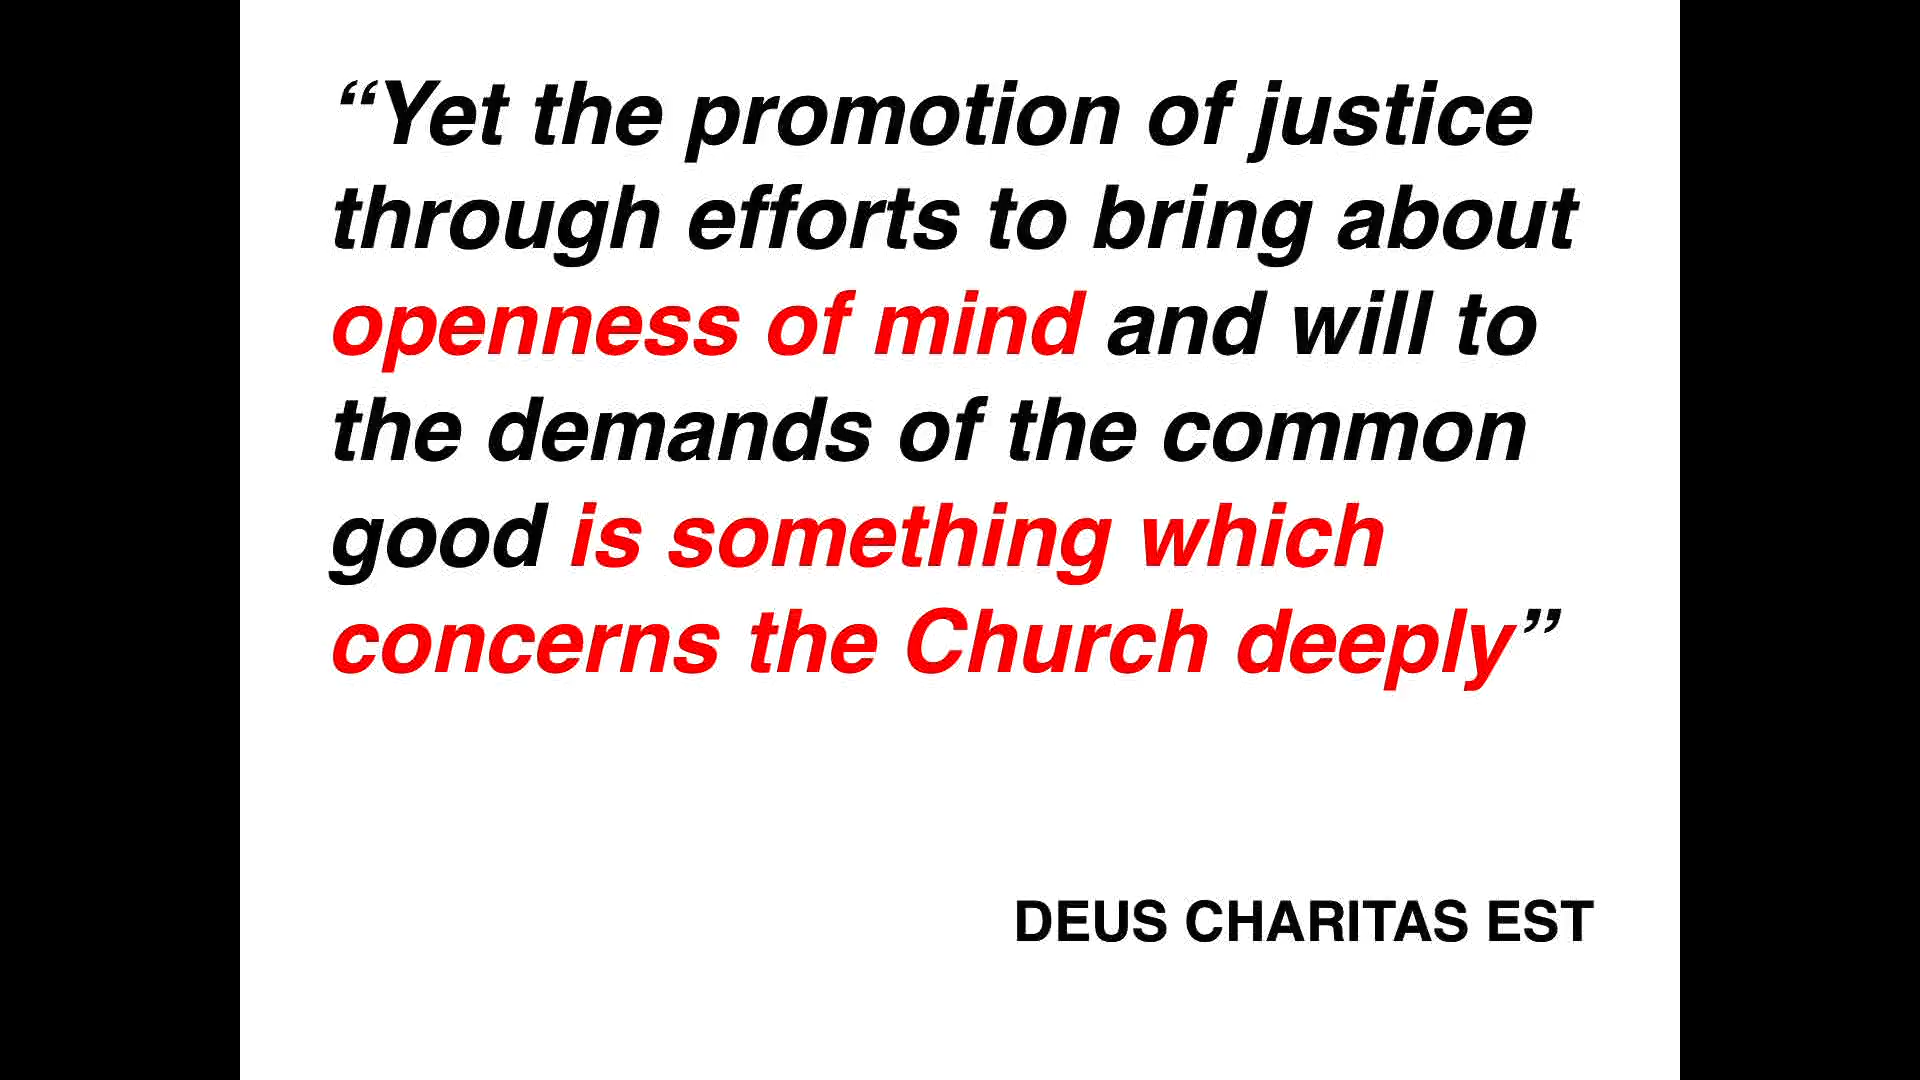 “Yet the promotion of justice
through efforts to bring about
openness of mind and will to
the demands of the common
good is something which
concerns the Church deeply”
DEUS CHARITAS EST